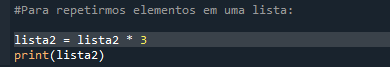 #Para repetirmos elementos em uma lista:
lista2 = lista2 * 3
print(lista2)